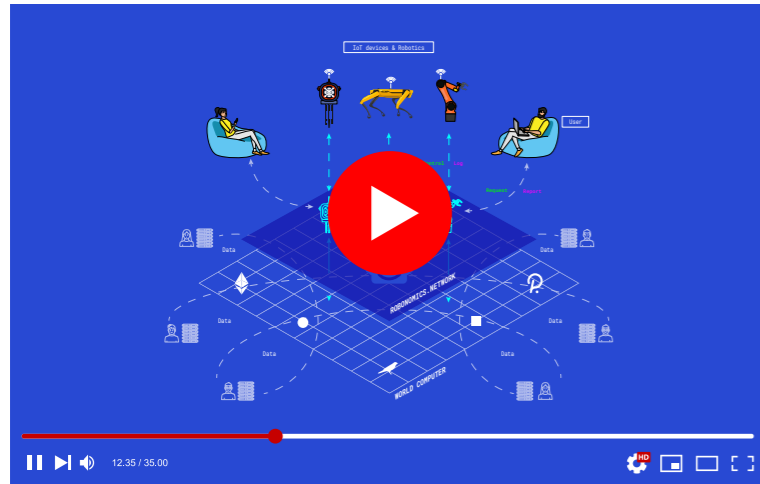 IoT devices & Robotics
User
Request
Data
Data
ROBONOMICS.NETWORK
Data
Data
Data
Data
WORLD COMPUTER
12.35 / 35.00
HD